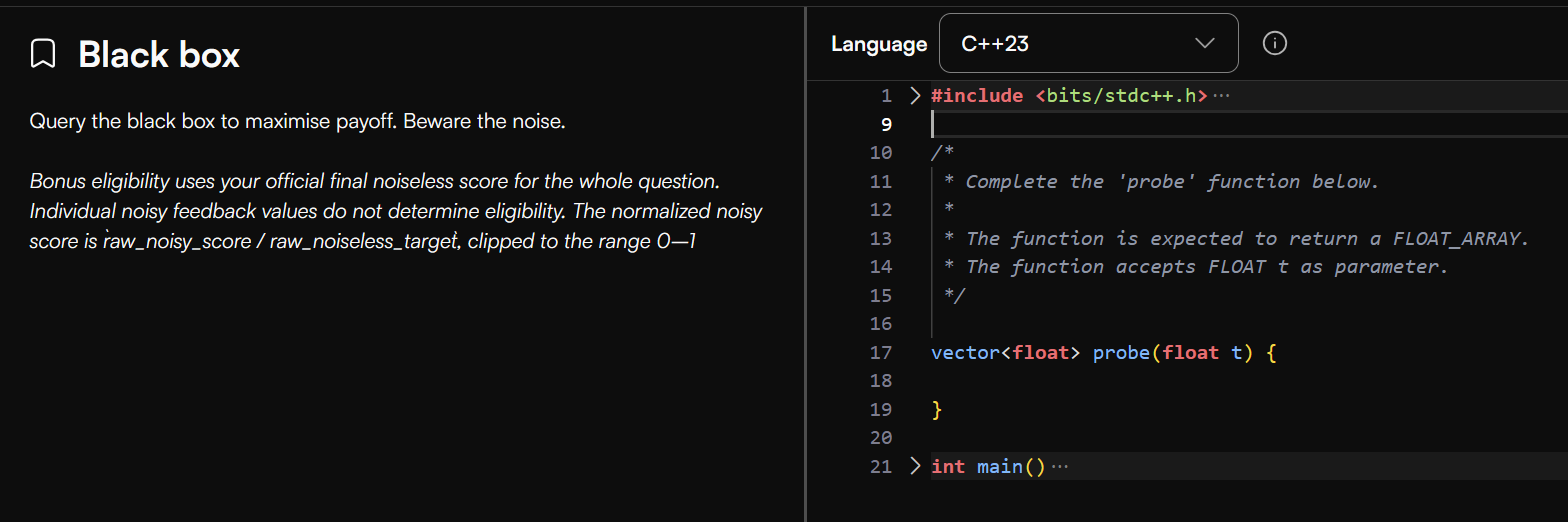 Black box
Query the black box to maximise payoff. Beware the noise.
Bonus eligibility uses your official final noiseless score for the whole question.
Individual noisy feedback values do not determine eligibility. The normalized noisy
score is `raw_noisy_score / raw_noiseless_target`, clipped to the range 0—1
Language C++23
1 #include <bits/stdc++.h>···
9
10 /*
11  * Complete the 'probe' function below.
12  *
13  * The function is expected to return a FLOAT_ARRAY.
14  * The function accepts FLOAT t as parameter.
15  */
16
17 vector<float> probe(float t) {
18
19 }
20
21 int main()···